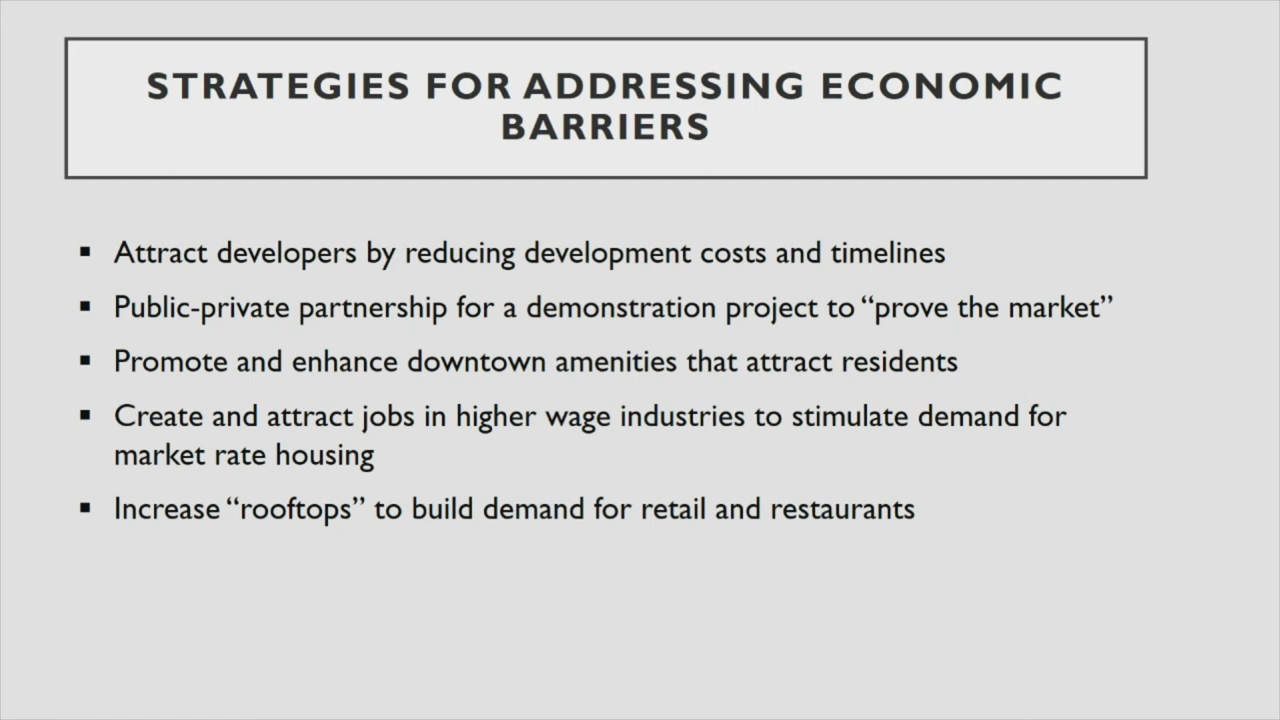 STRATEGIES FOR ADDRESSING ECONOMIC
BARRIERS
▪ Attract developers by reducing development costs and timelines
▪ Public-private partnership for a demonstration project to “prove the market”
▪ Promote and enhance downtown amenities that attract residents
▪ Create and attract jobs in higher wage industries to stimulate demand for
market rate housing
▪ Increase “rooftops” to build demand for retail and restaurants